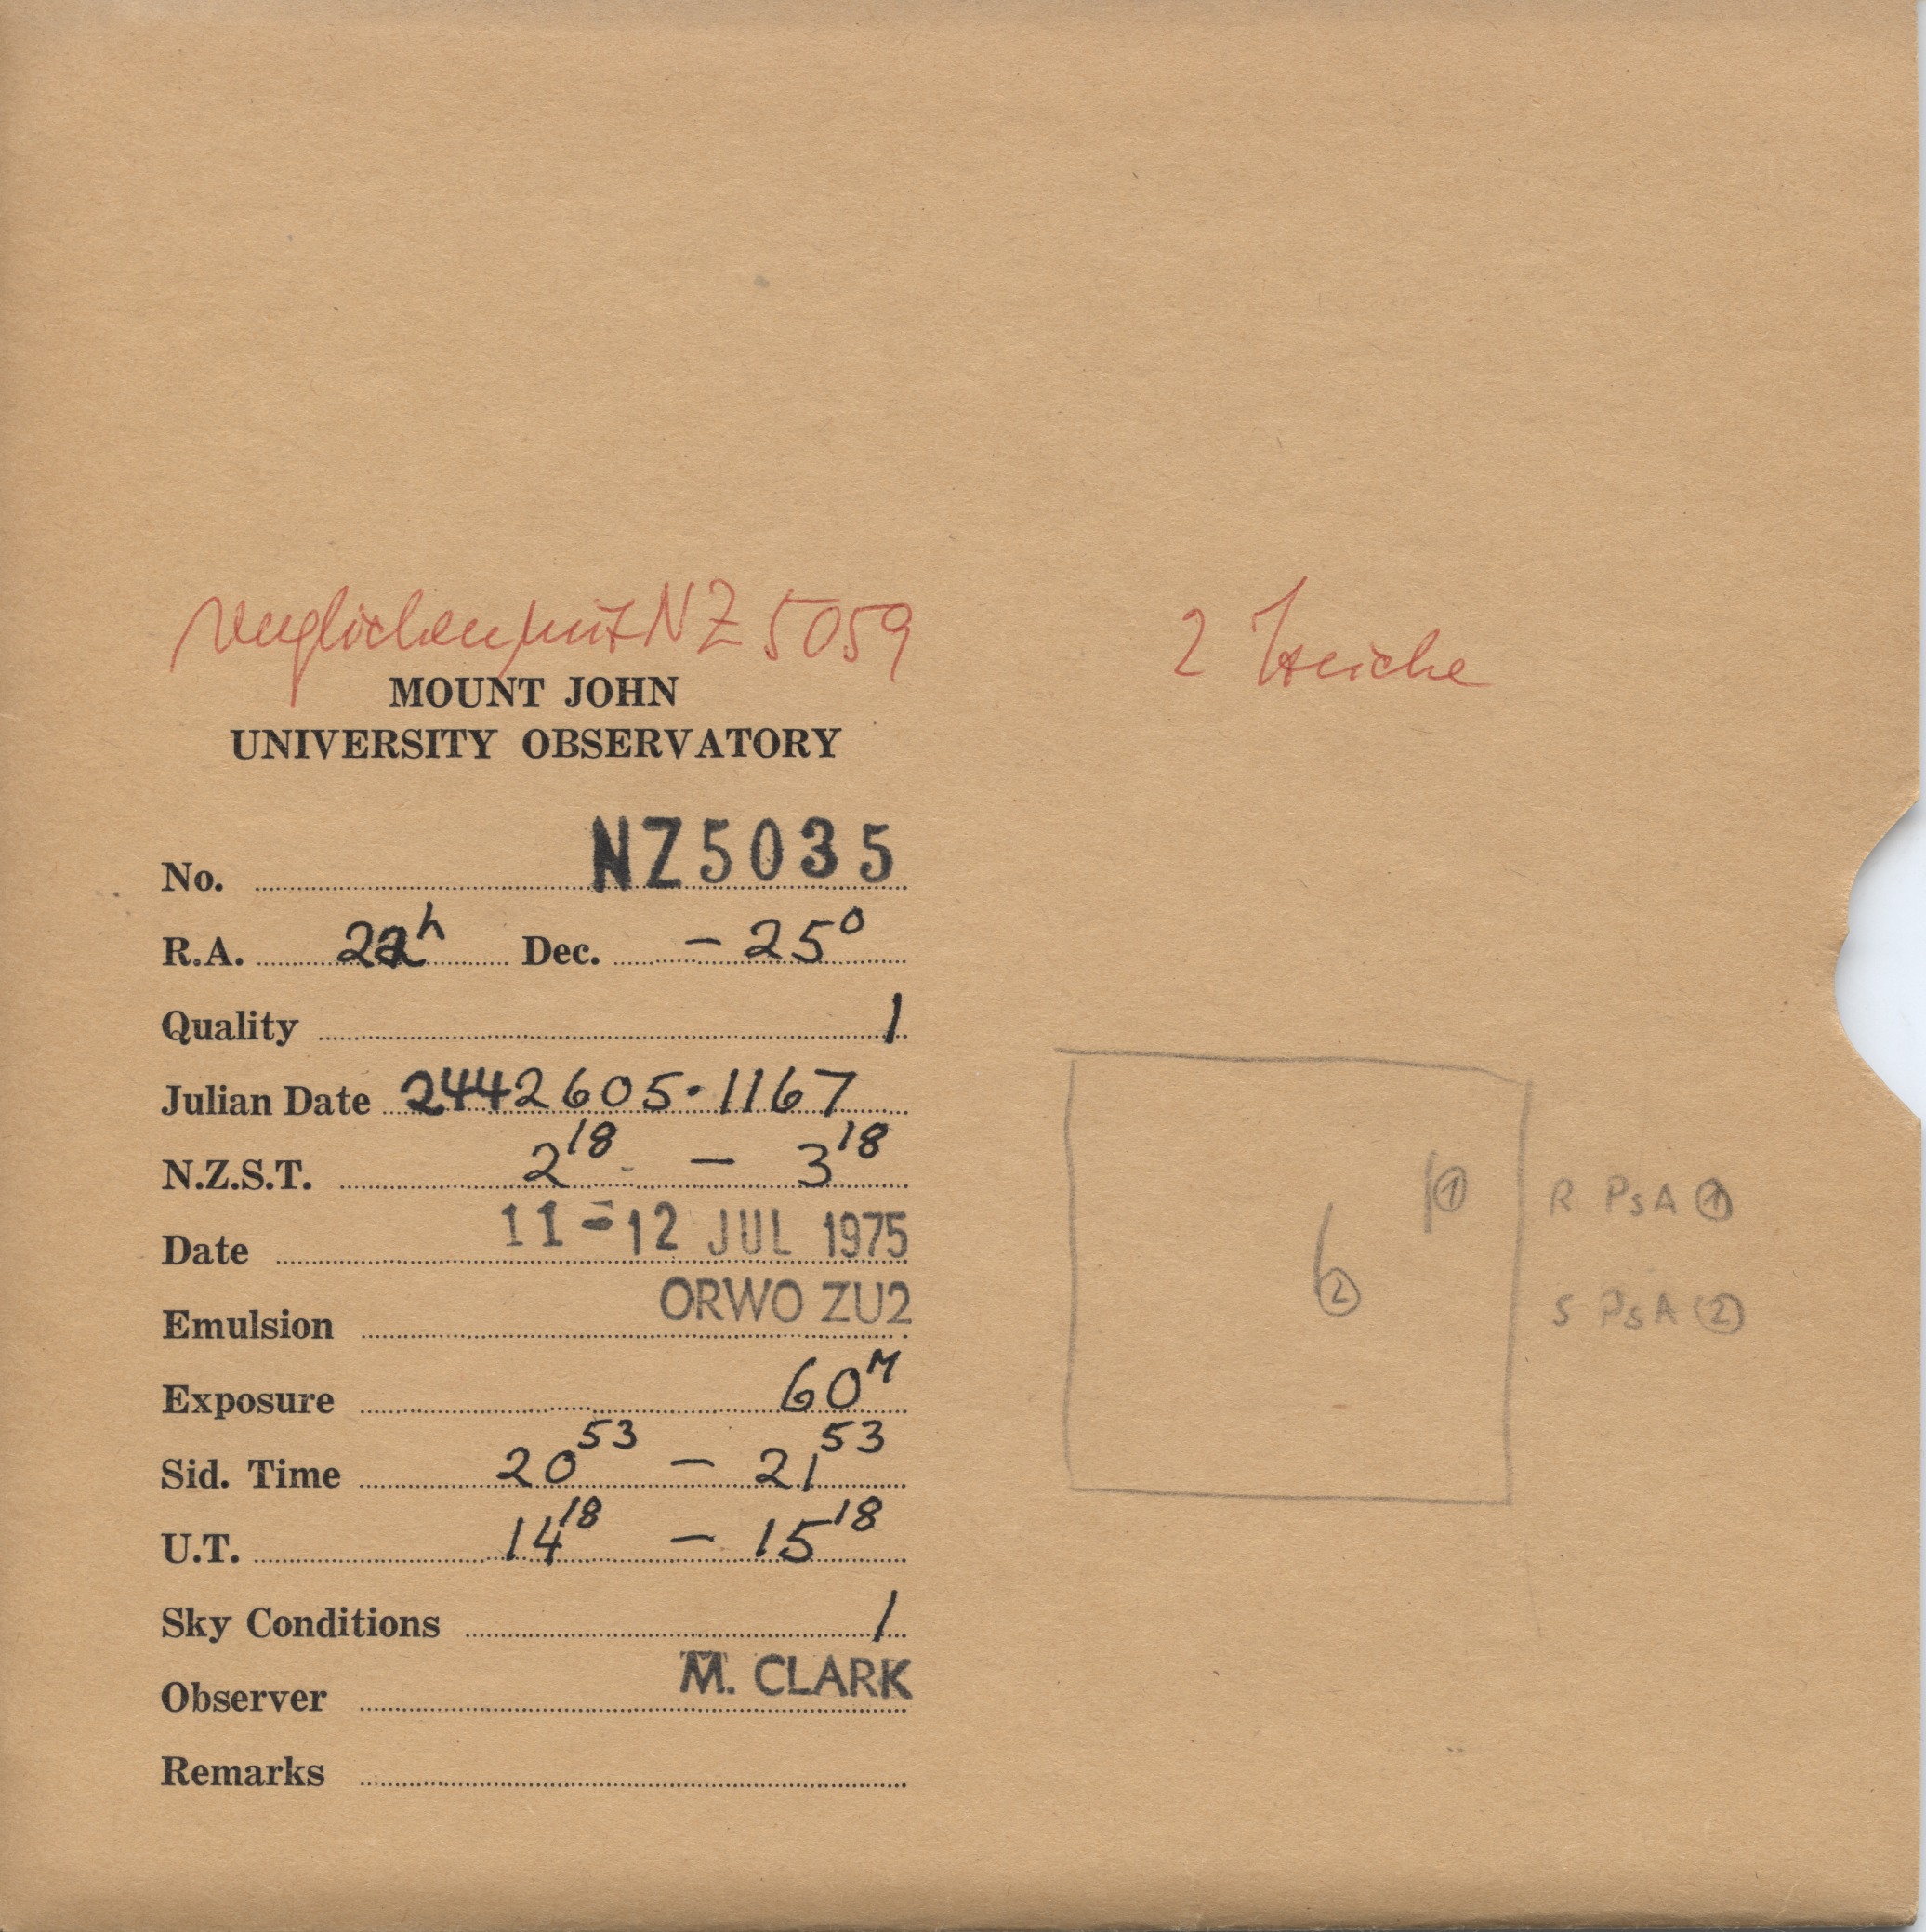 verglichen mit NZ 5059
2 Striche
MOUNT JOHN
UNIVERSITY OBSERVATORY
No. NZ5035
R.A. 22h Dec. -25°
Quality 1
Julian Date 2442605.1167
N.Z.S.T. 2 18 - 3 18
Date 11-12 JUL 1975
Emulsion ORWO ZU2
Exposure 60M
Sid. Time 20 53 - 21 53
U.T. 14 18 - 15 18
Sky Conditions 1
Observer M. CLARK
Remarks
① R PsA ①
② S PsA ②